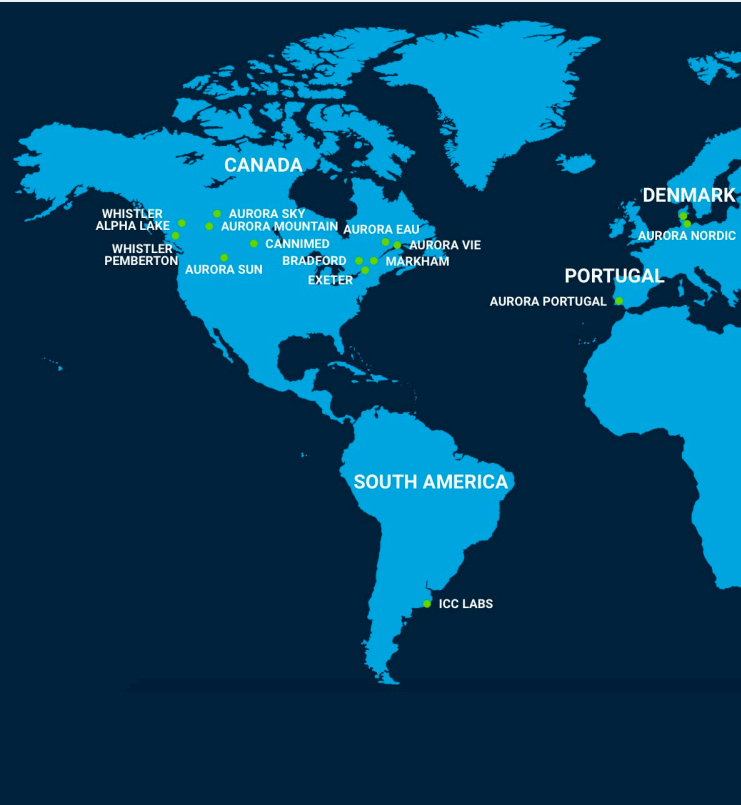 CANADA
DENMARK
WHISTLER
ALPHA LAKE
AURORA SKY
AURORA MOUNTAIN
AURORA EAU
AURORA NORDIC
CANNIMED
AURORA VIE
WHISTLER
PEMBERTON
BRADFORD
MARKHAM
AURORA SUN
EXETER
PORTUGAL
AURORA PORTUGAL
SOUTH AMERICA
ICC LABS